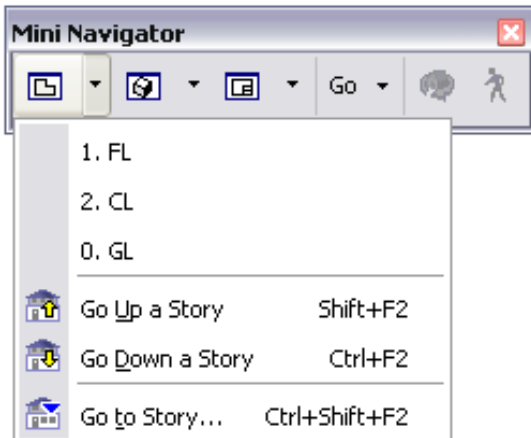 Mini Navigator
Go
1. FL
2. CL
0. GL
Go Up a Story Shift+F2
Go Down a Story Ctrl+F2
Go to Story... Ctrl+Shift+F2